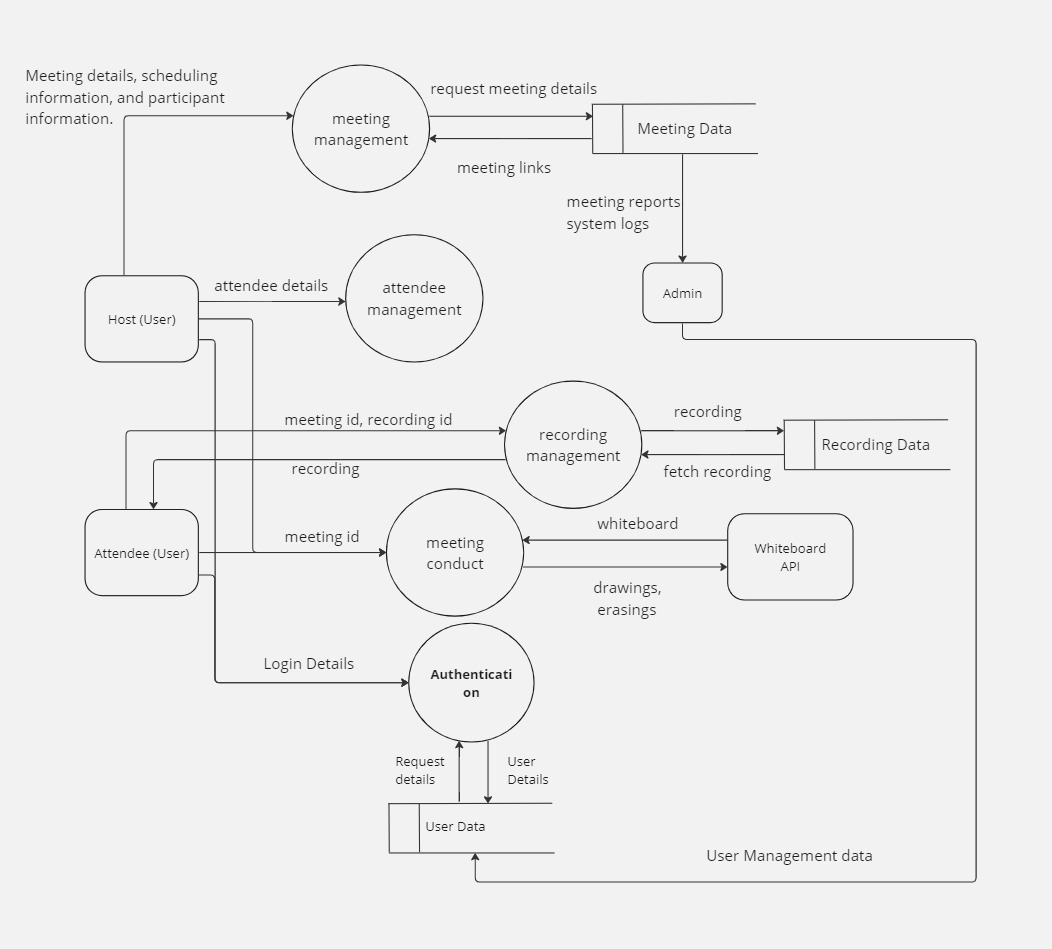 Meeting details, scheduling
information, and participant
information.
request meeting details
meeting
management
Meeting Data
meeting links
meeting reports
system logs
attendee details
attendee
management
Admin
Host (User)
meeting id, recording id
recording
recording
management
Recording Data
recording
fetch recording
whiteboard
Attendee (User)
meeting id
meeting
conduct
Whiteboard
API
drawings,
erasings
Login Details
Authenticati
on
Request
details
User
Details
User Data
User Management data